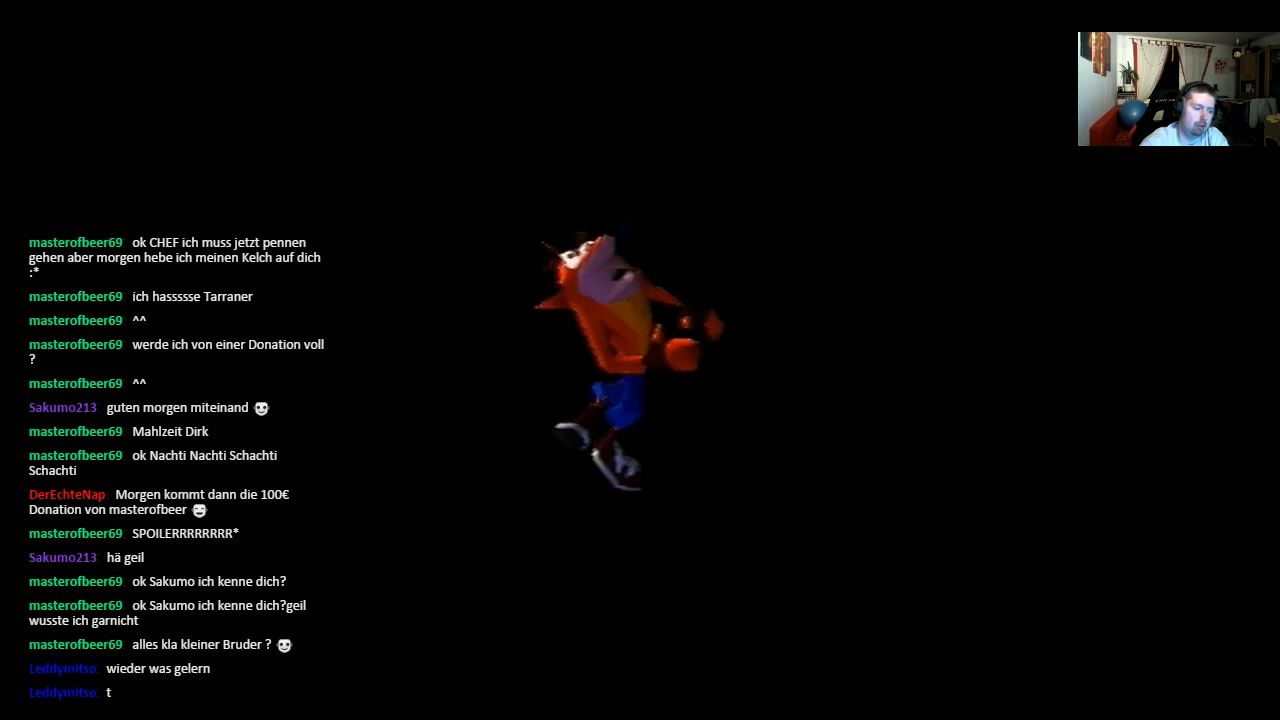 masterofbeer69 ok CHEF ich muss jetzt pennen
gehen aber morgen hebe ich meinen Kelch auf dich
:*
masterofbeer69 ich hassssse Tarraner
masterofbeer69 ^^
masterofbeer69 werde ich von einer Donation voll
?
masterofbeer69 ^^
Sakumo213 guten morgen miteinand
masterofbeer69 Mahlzeit Dirk
masterofbeer69 ok Nachti Nachti Schachti
Schachti
DerEchteNap Morgen kommt dann die 100€
Donation von masterofbeer
masterofbeer69 SPOILERRRRRRRR*
Sakumo213 hä geil
masterofbeer69 ok Sakumo ich kenne dich?
masterofbeer69 ok Sakumo ich kenne dich?geil
wusste ich garnicht
masterofbeer69 alles kla kleiner Bruder ?
Leddymitso: wieder was gelern
Leddymitso: t